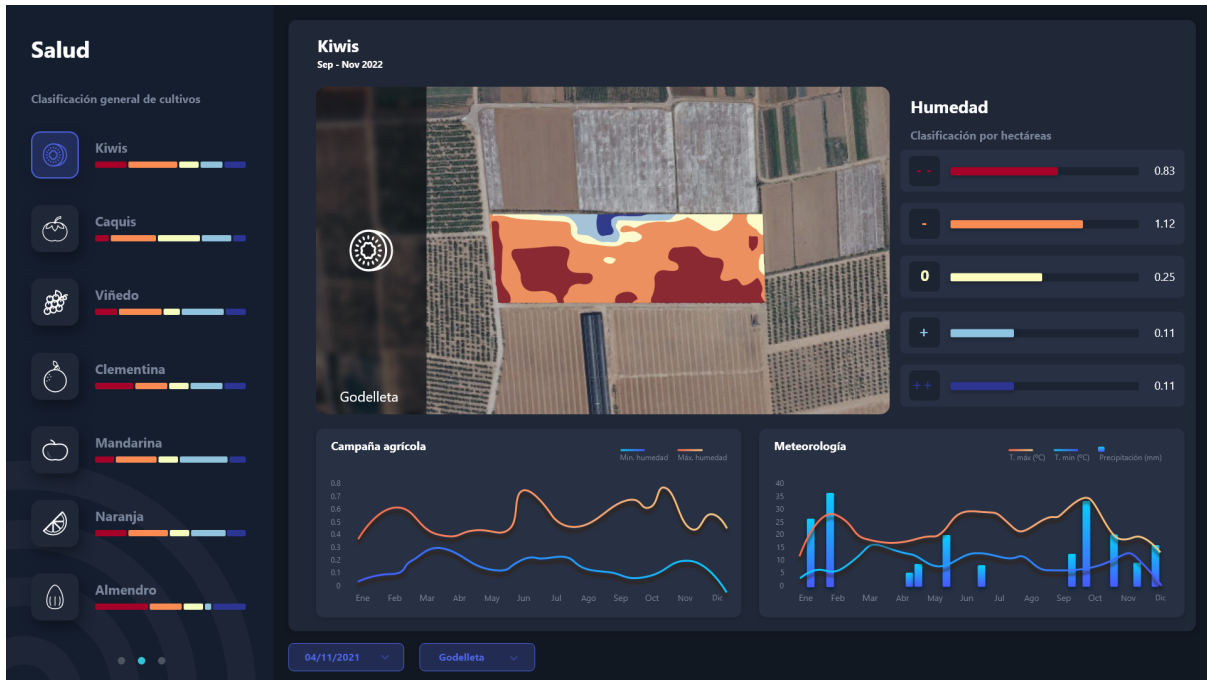 Salud
Clasificación general de cultivos
Kiwis
Caquis
Viñedo
Clementina
Mandarina
Naranja
Almendro
Kiwis
Sep - Nov 2022
Godelleta
Humedad
Clasificación por hectáreas
- - 0.83
- 1.12
0 0.25
+ 0.11
++ 0.11
Campaña agrícola
Min. humedad Máx. humedad
0.8
0.7
0.6
0.5
0.4
0.3
0.2
0.1
0
Ene Feb Mar Abr May Jun Jul Ago Sep Oct Nov Dic
Meteorología
T. máx (ºC) T. min (ºC) Precipitación (mm)
40
35
30
25
20
15
10
5
0
Ene Feb Mar Abr May Jun Jul Ago Sep Oct Nov Dic
04/11/2021
Godelleta